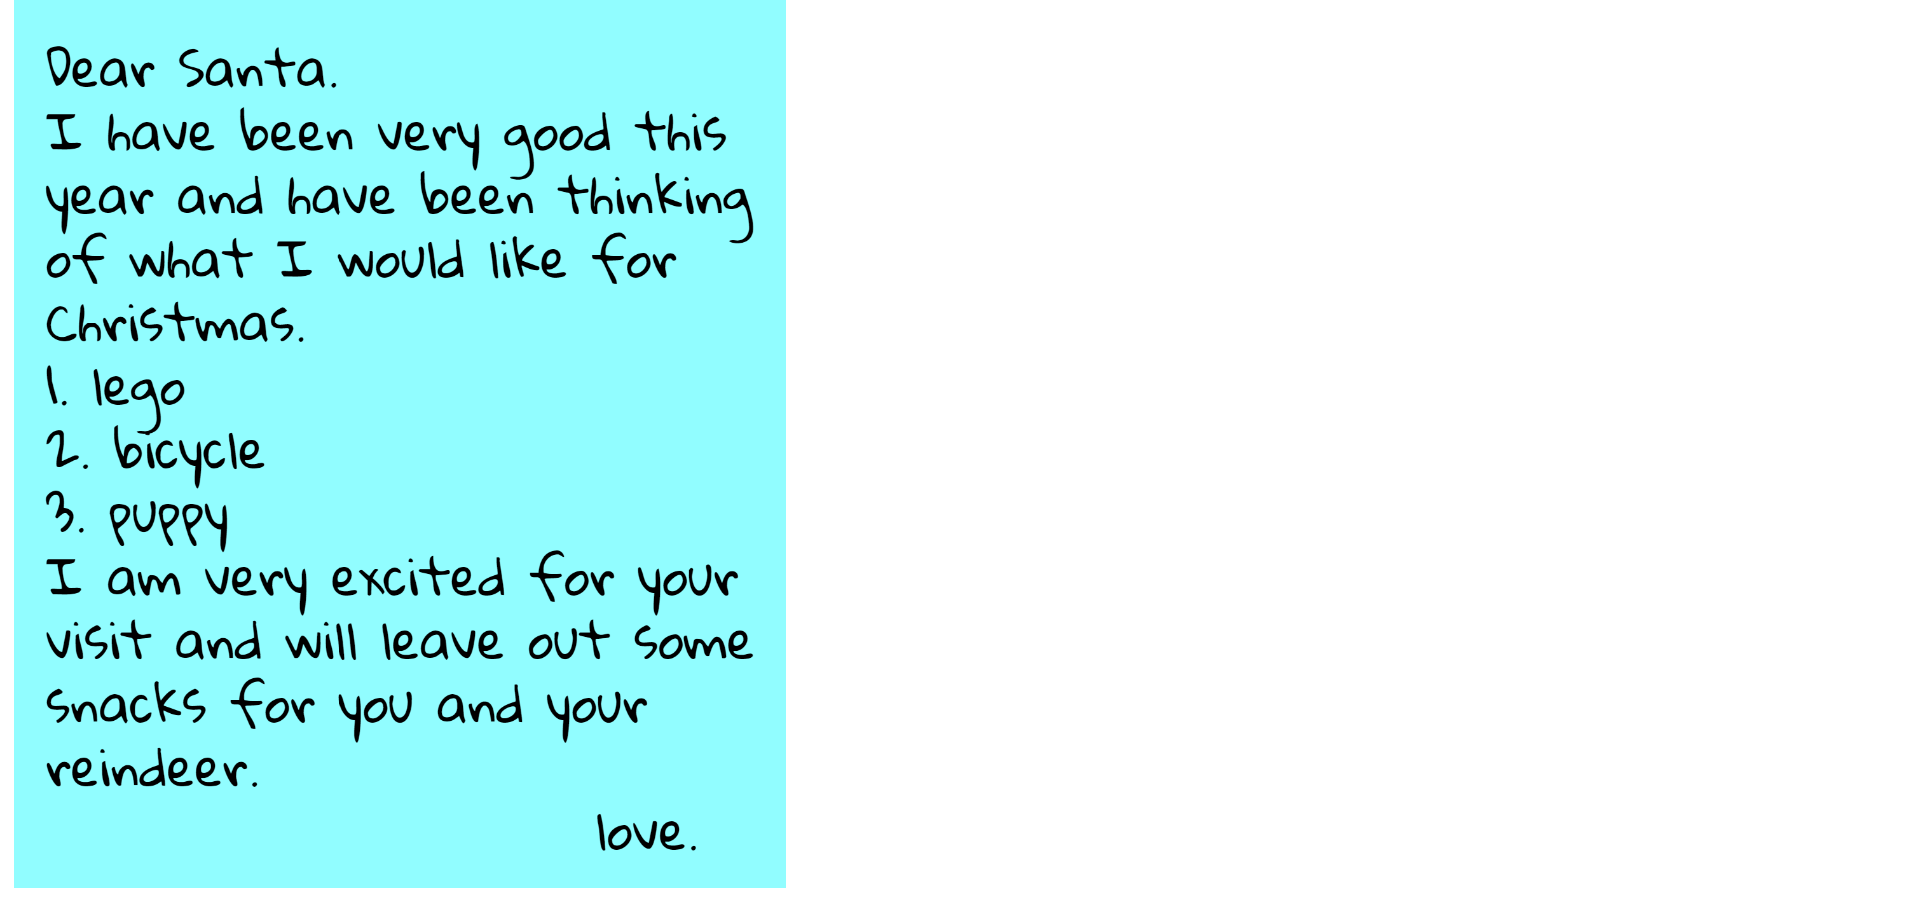 Dear Santa.
I have been very good this
year and have been thinking
of what I would like for
Christmas.
1. lego
2. bicycle
3. puppy
I am very excited for your
visit and will leave out some
snacks for you and your
reindeer.
love.